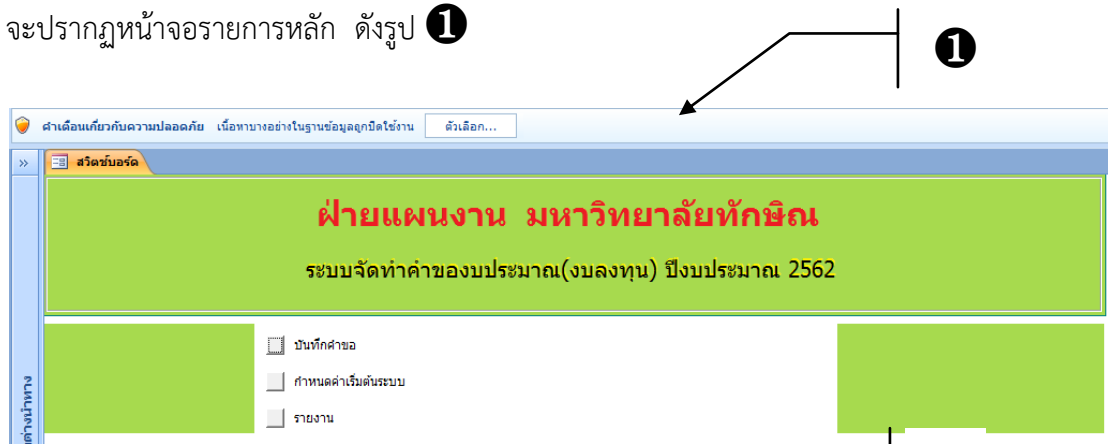 จะปรากฏหน้าจอรายการหลัก ดังรูป ❶
❶
คำเตือนเกี่ยวกับความปลอดภัย เนื้อหาบางอย่างในฐานข้อมูลถูกปิดใช้งาน ตัวเลือก...
» สวิตช์บอร์ด
ฝ่ายแผนงาน มหาวิทยาลัยทักษิณ
ระบบจัดทำคำของบประมาณ(งบลงทุน) ปีงบประมาณ 2562
บันทึกคำขอ
กำหนดค่าเริ่มต้นระบบ
รายงาน